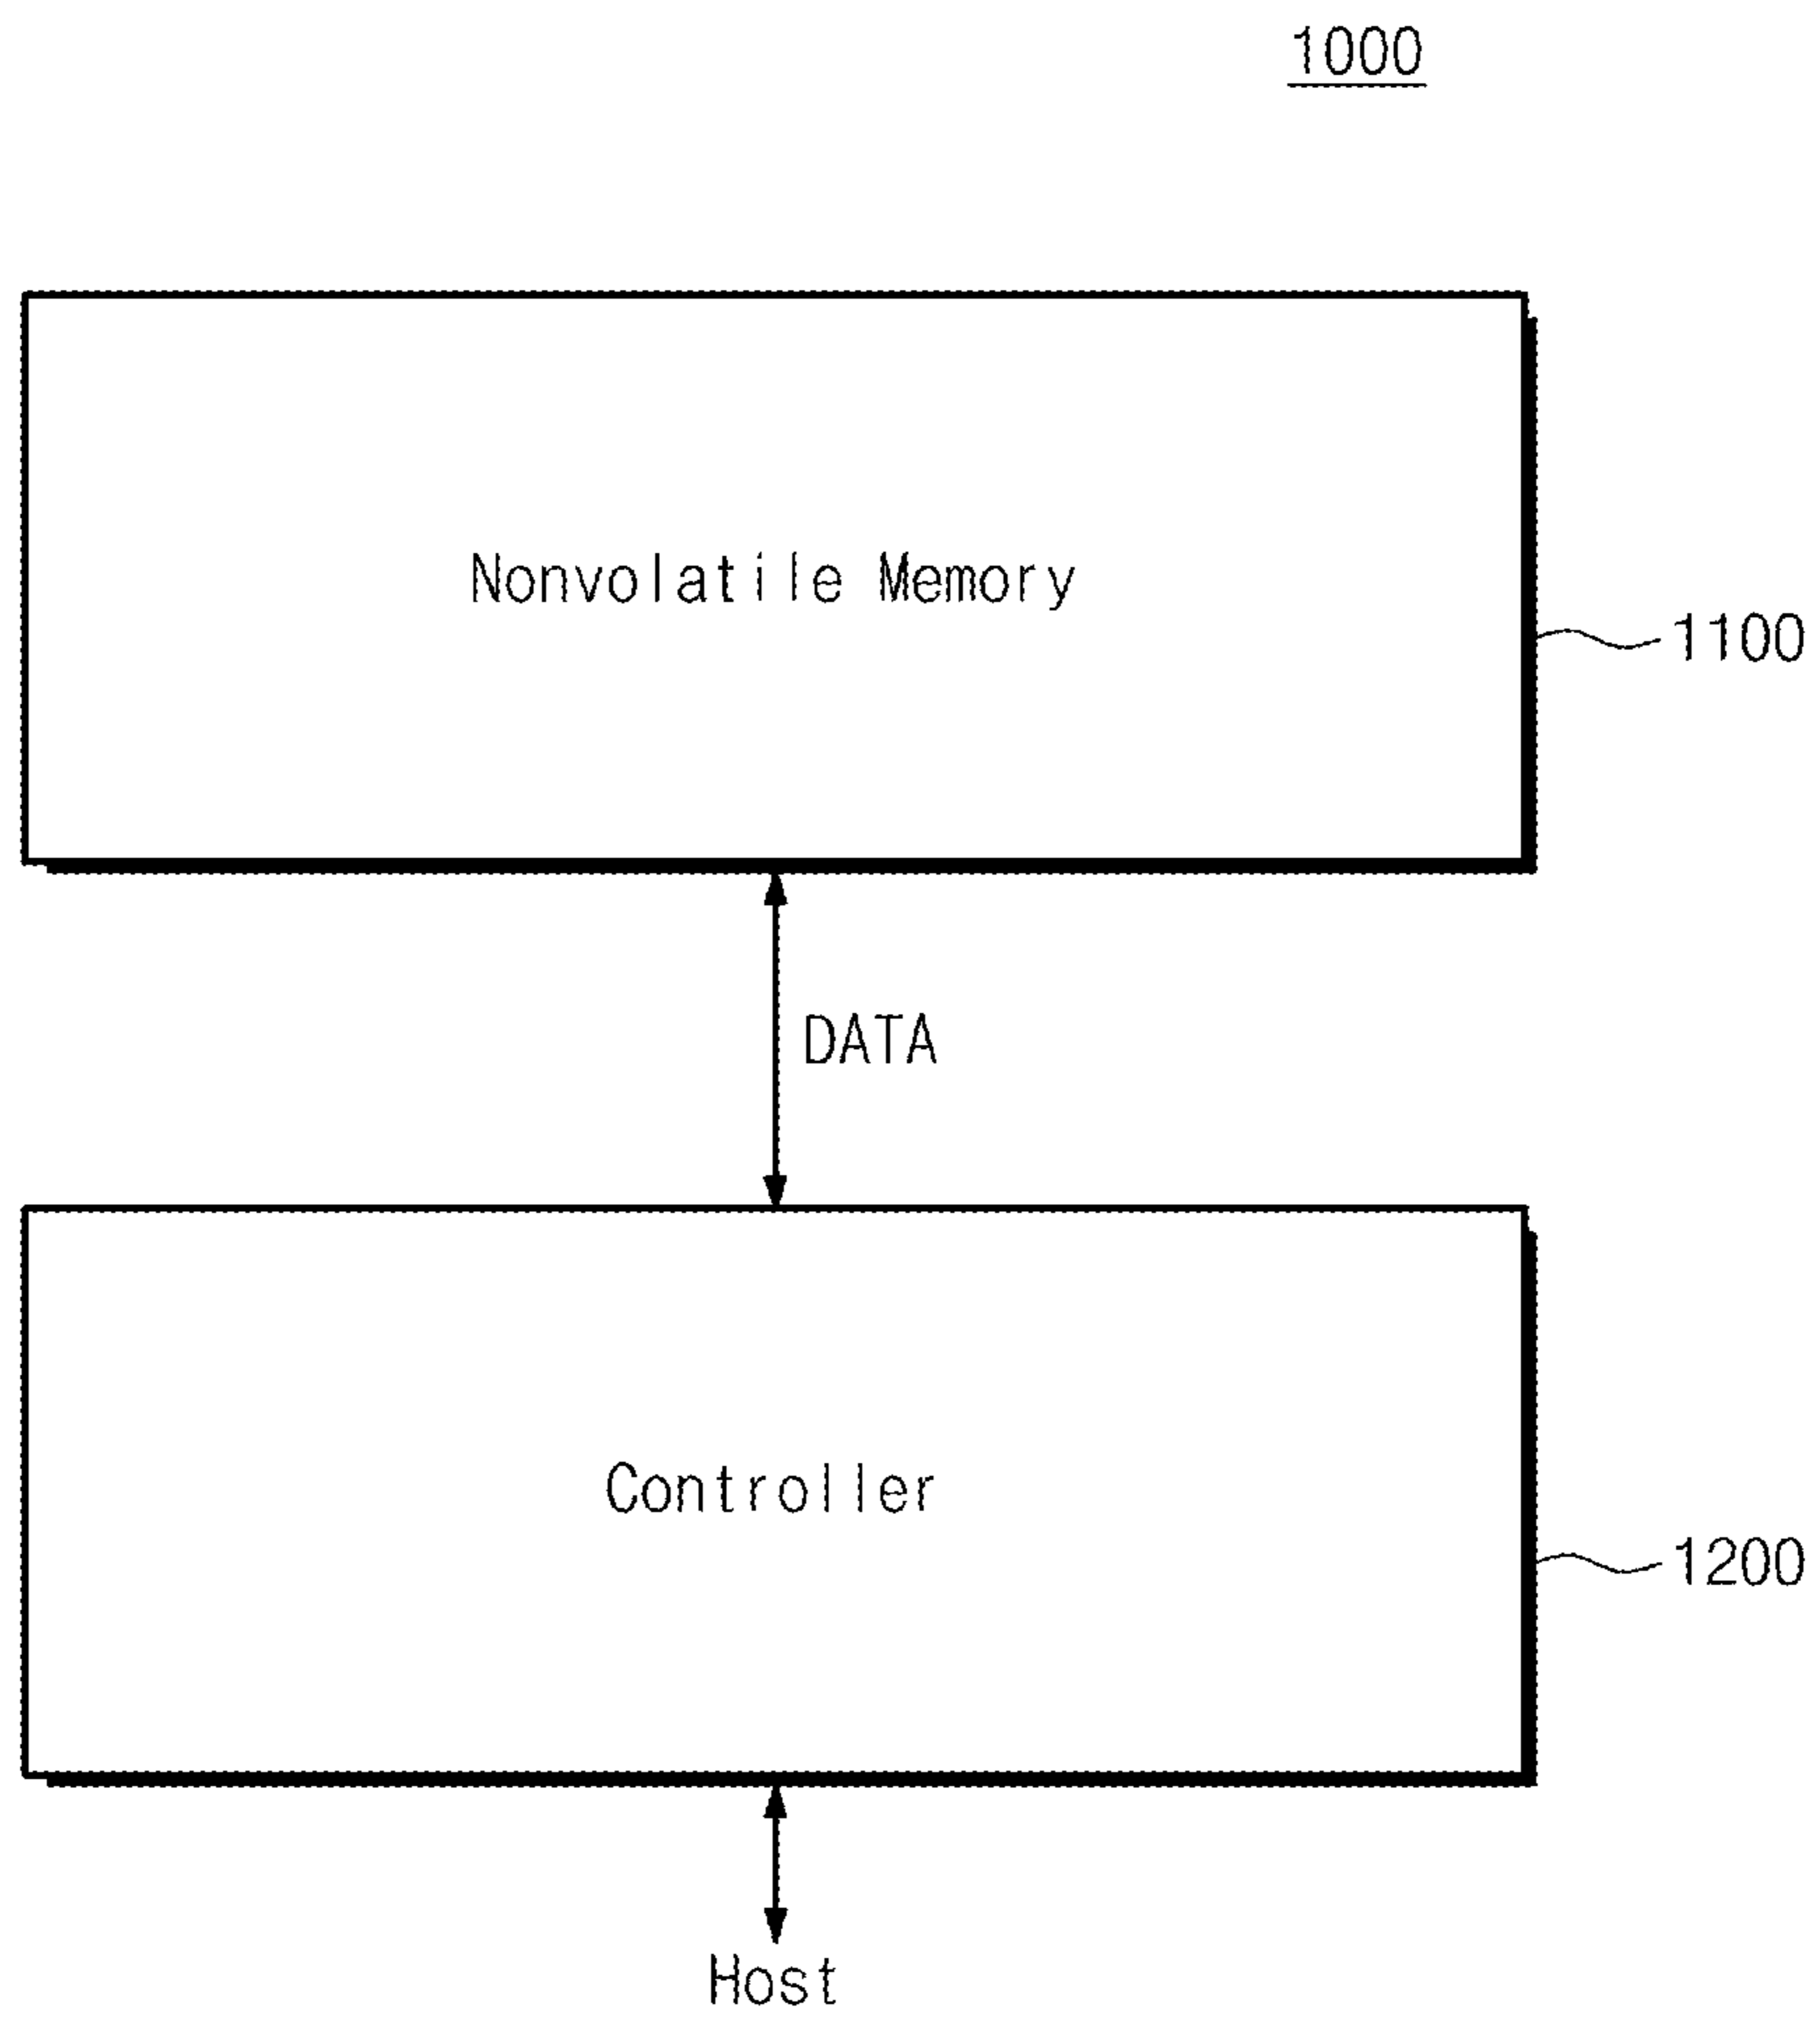 1000
Nonvolatile Memory
1100
DATA
Controller
1200
Host